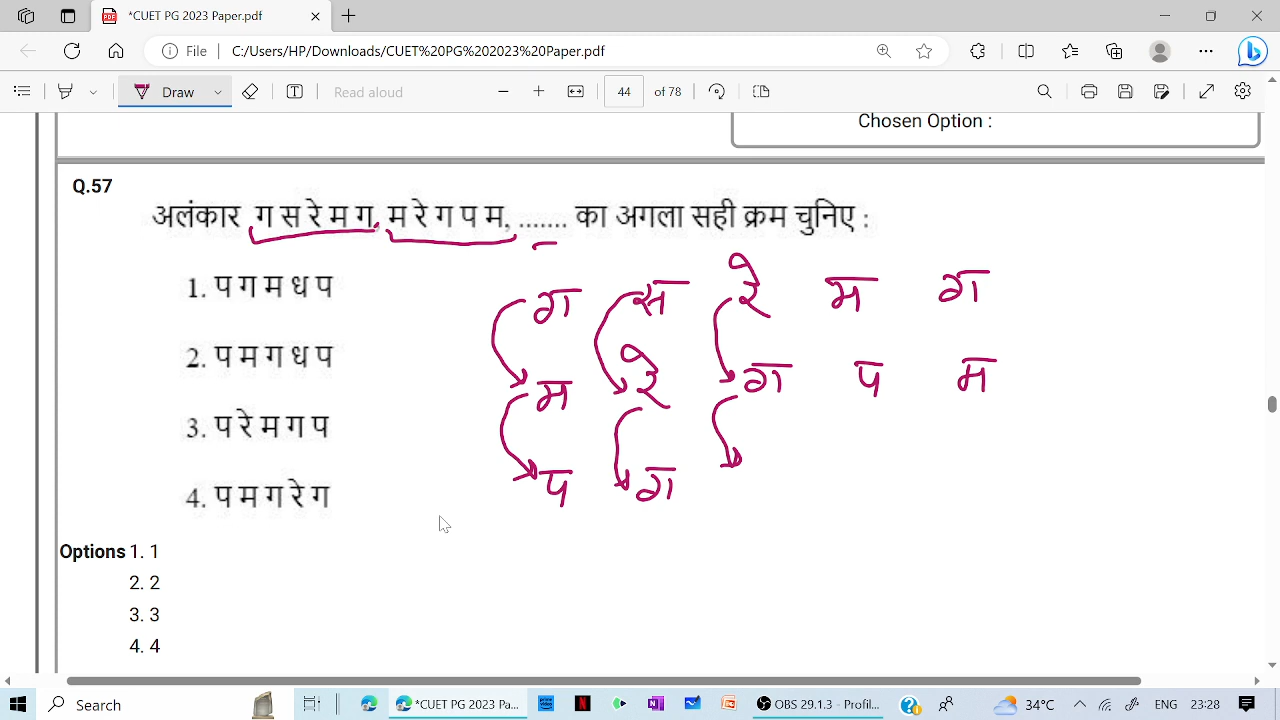 *CUET PG 2023 Paper.pdf
File C:/Users/HP/Downloads/CUET%20PG%202023%20Paper.pdf
Draw Read aloud 44 of 78
Chosen Option :
Q.57
अलंकार ग स रे म ग, म रे ग प म, ....... का अगला सही क्रम चुनिए :
1. प ग म ध प
2. प म ग ध प
3. प रे म ग प
4. प म ग रे ग
ग स रे म ग
म रे ग प म
प ग
Options 1. 1
2. 2
3. 3
4. 4
Search *CUET PG 2023 Pa... OBS 29.1.3 - Profil... 34°C ENG 23:28